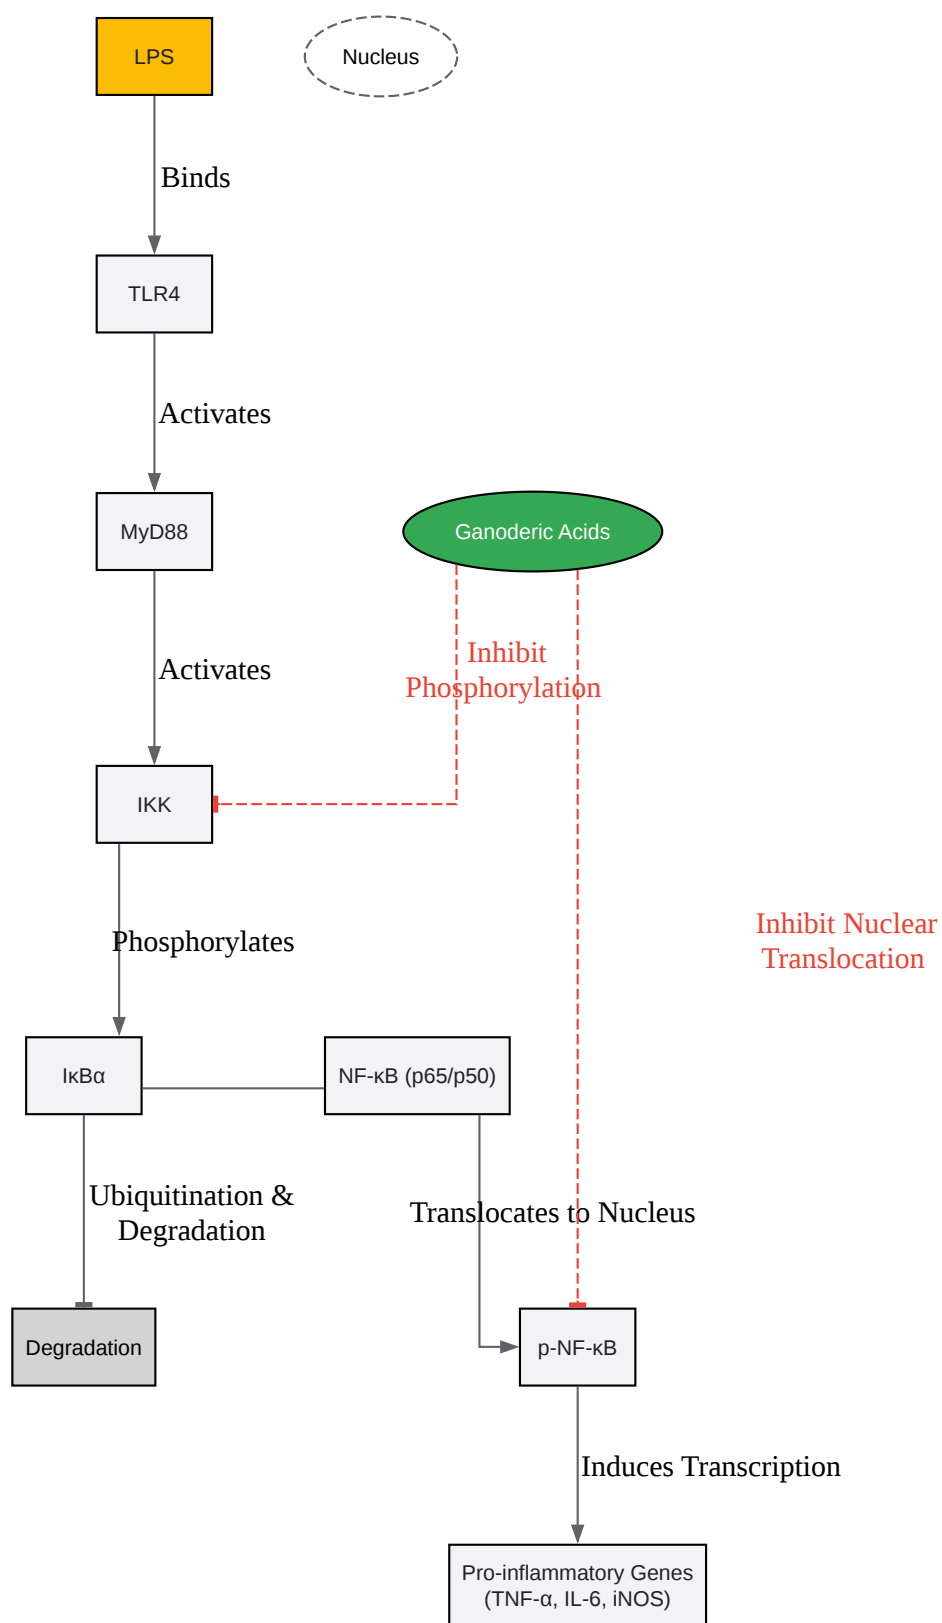 LPS
Nucleus
Binds
TLR4
Activates
MyD88
Ganoderic Acids
Inhibit
Phosphorylation
Activates
IKK
Inhibit Nuclear
Translocation
Phosphorylates
IκBα
NF-κB (p65/p50)
Ubiquitination &
Degradation
Translocates to Nucleus
Degradation
p-NF-κB
Induces Transcription
Pro-inflammatory Genes
(TNF-α, IL-6, iNOS)